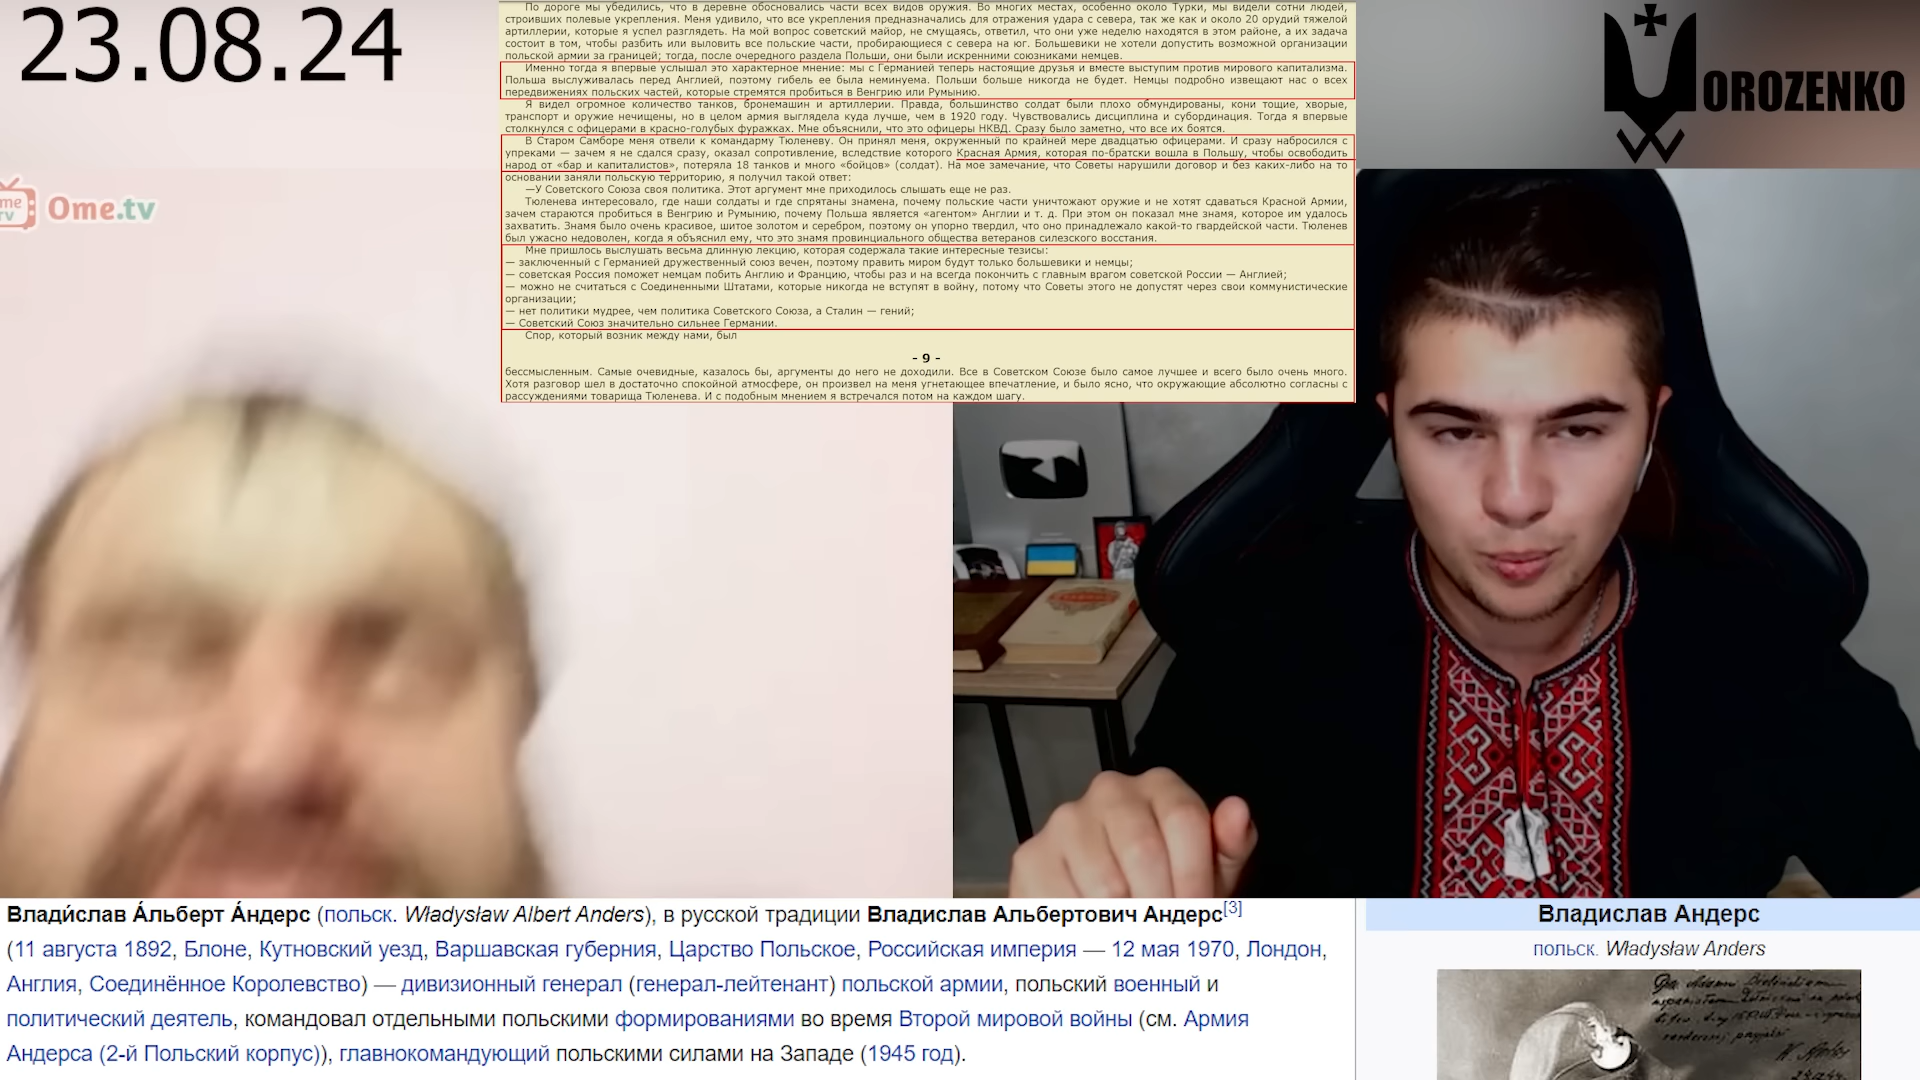 23.08.24
По дороге мы убедились, что в деревне обосновались части всех видов оружия. Во многих местах, особенно около Турки, мы видели сотни людей,
строивших полевые укрепления. Меня удивило, что все укрепления предназначались для отражения удара с севера, так же как и около 20 орудий тяжелой
артиллерии, которые я успел разглядеть. На мой вопрос советский майор, не смущаясь, ответил, что они уже неделю находятся в этом районе, а их задача
состоит в том, чтобы разбить или выловить все польские части, пробирающиеся с севера на юг. Большевики не хотели допустить возможной организации
польской армии за границей; тогда, после очередного раздела Польши, они были искренними союзниками немцев.
Именно тогда я впервые услышал это характерное мнение: мы с Германией теперь настоящие друзья и вместе выступим против мирового капитализма.
Польша выслуживалась перед Англией, поэтому гибель ее была неминуема. Польши больше никогда не будет. Немцы подробно извещают нас о всех
передвижениях польских частей, которые стремятся пробиться в Венгрию или Румынию.
Я видел огромное количество танков, бронемашин и артиллерии. Правда, большинство солдат были плохо обмундированы, кони тощие, хворые,
транспорт и оружие нечищены, но в целом армия выглядела куда лучше, чем в 1920 году. Чувствовались дисциплина и субординация. Тогда я впервые
столкнулся с офицерами в красно-голубых фуражках. Мне объяснили, что это офицеры НКВД. Сразу было заметно, что все их боятся.
В Старом Самборе меня отвели к командарму Тюленеву. Он принял меня, окруженный по крайней мере двадцатью офицерами. И сразу набросился с
упреками — зачем я не сдался сразу, оказал сопротивление, вследствие которого Красная Армия, которая по-братски вошла в Польшу, чтобы освободить
народ от «бар и капиталистов», потеряла 18 танков и много «бойцов» (солдат). На мое замечание, что Советы нарушили договор и без каких-либо на то
основании заняли польскую территорию, я получил такой ответ:
—У Советского Союза своя политика. Этот аргумент мне приходилось слышать еще не раз.
Тюленева интересовало, где наши солдаты и где спрятаны знамена, почему польские части уничтожают оружие и не хотят сдаваться Красной Армии,
зачем стараются пробиться в Венгрию и Румынию, почему Польша является «агентом» Англии и т. д. При этом он показал мне знамя, которое им удалось
захватить. Знамя было очень красивое, шитое золотом и серебром, поэтому он упорно твердил, что оно принадлежало какой-то гвардейской части. Тюленев
был ужасно недоволен, когда я объяснил ему, что это знамя провинциального общества ветеранов силезского восстания.
Мне пришлось выслушать весьма длинную лекцию, которая содержала такие интересные тезисы:
— заключенный с Германией дружественный союз вечен, поэтому править миром будут только большевики и немцы;
— советская Россия поможет немцам побить Англию и Францию, чтобы раз и на всегда покончить с главным врагом советской России — Англией;
— можно не считаться с Соединенными Штатами, которые никогда не вступят в войну, потому что Советы этого не допустят через свои коммунистические
организации;
— нет политики мудрее, чем политика Советского Союза, а Сталин — гений;
— Советский Союз значительно сильнее Германии.
Спор, который возник между нами, был
- 9 -
бессмысленным. Самые очевидные, казалось бы, аргументы до него не доходили. Все в Советском Союзе было самое лучшее и всего было очень много.
Хотя разговор шел в достаточно спокойной атмосфере, он произвел на меня угнетающее впечатление, и было ясно, что окружающие абсолютно согласны с
рассуждениями товарища Тюленева. И с подобным мнением я встречался потом на каждом шагу.
OROZENKO
me
TV
Ome.tv
Влади́слав А́льберт А́ндерс (польск. Władysław Albert Anders), в русской традиции Владислав Альбертович Андерс[3]
(11 августа 1892, Блоне, Кутновский уезд, Варшавская губерния, Царство Польское, Российская империя — 12 мая 1970, Лондон,
Англия, Соединённое Королевство) — дивизионный генерал (генерал-лейтенант) польской армии, польский военный и
политический деятель, командовал отдельными польскими формированиями во время Второй мировой войны (см. Армия
Андерса (2-й Польский корпус)), главнокомандующий польскими силами на Западе (1945 год).
Владислав Андерс
польск. Władysław Anders